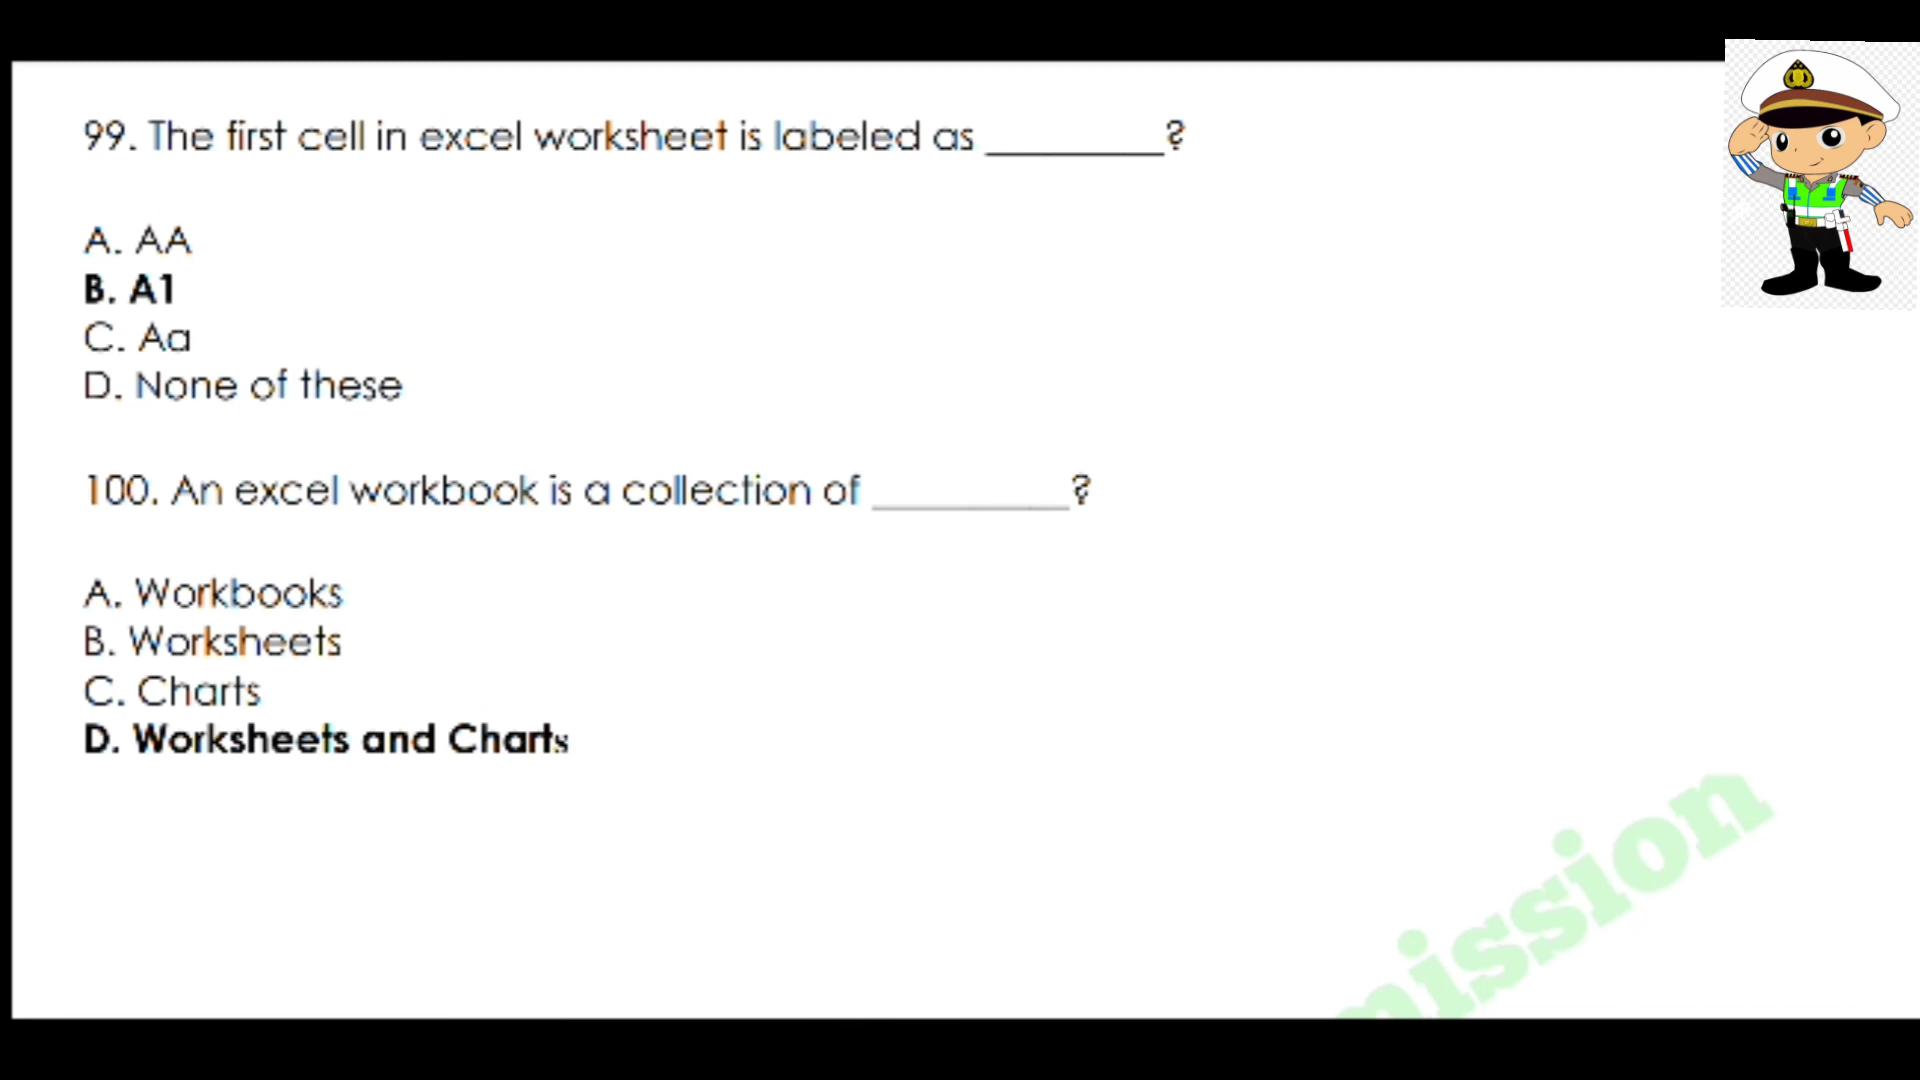 99. The first cell in excel worksheet is labeled as _________?
A. AA
B. A1
C. Aa
D. None of these
100. An excel workbook is a collection of __________?
A. Workbooks
B. Worksheets
C. Charts
D. Worksheets and Charts